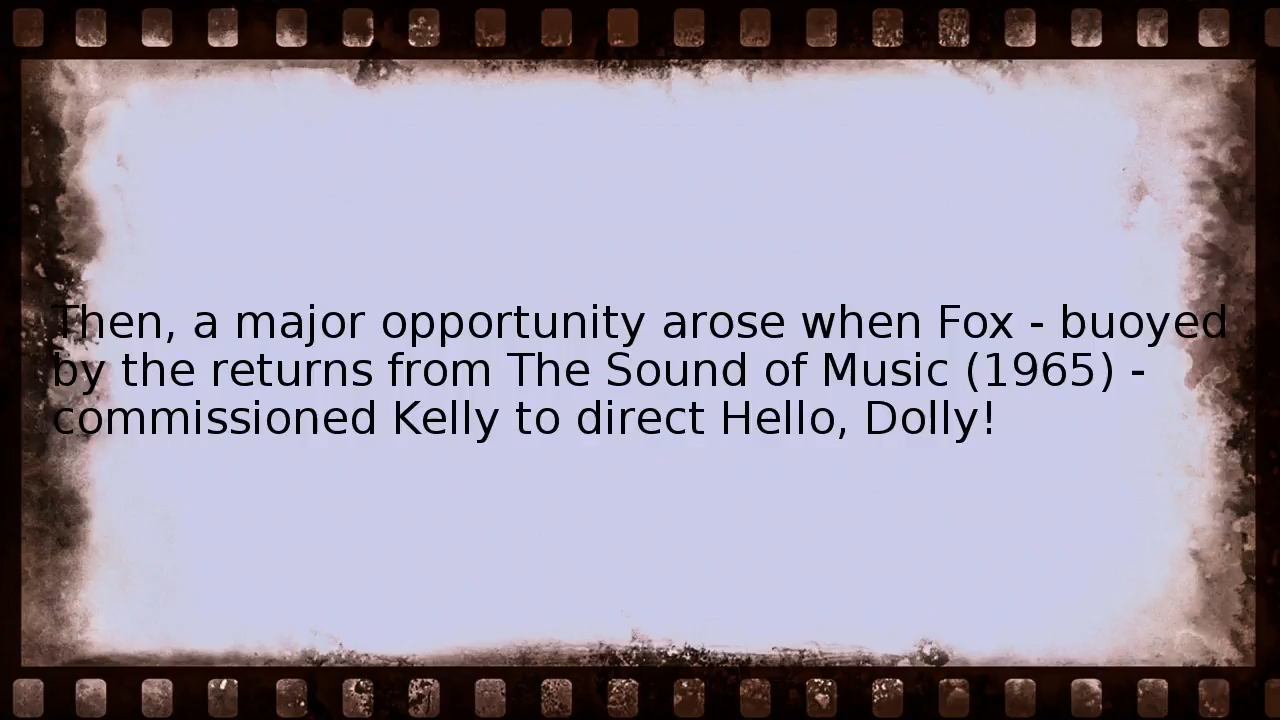 Then, a major opportunity arose when Fox - buoyed
by the returns from The Sound of Music (1965) -
commissioned Kelly to direct Hello, Dolly!